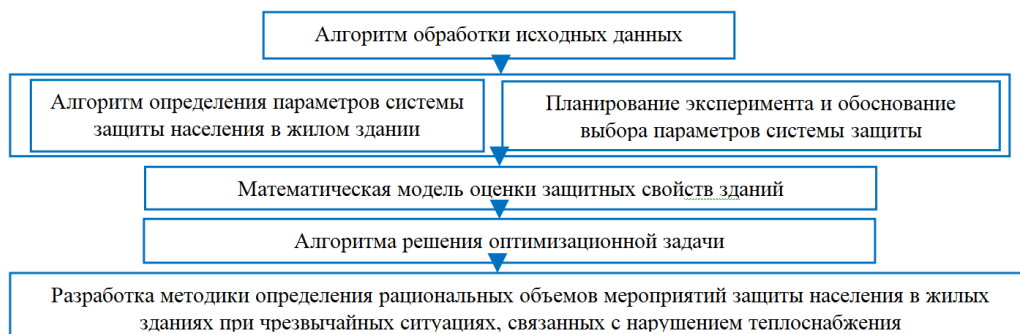 Алгоритм обработки исходных данных
Алгоритм определения параметров системы
защиты населения в жилом здании
Планирование эксперимента и обоснование
выбора параметров системы защиты
Математическая модель оценки защитных свойств зданий
Алгоритма решения оптимизационной задачи
Разработка методики определения рациональных объемов мероприятий защиты населения в жилых
зданиях при чрезвычайных ситуациях, связанных с нарушением теплоснабжения